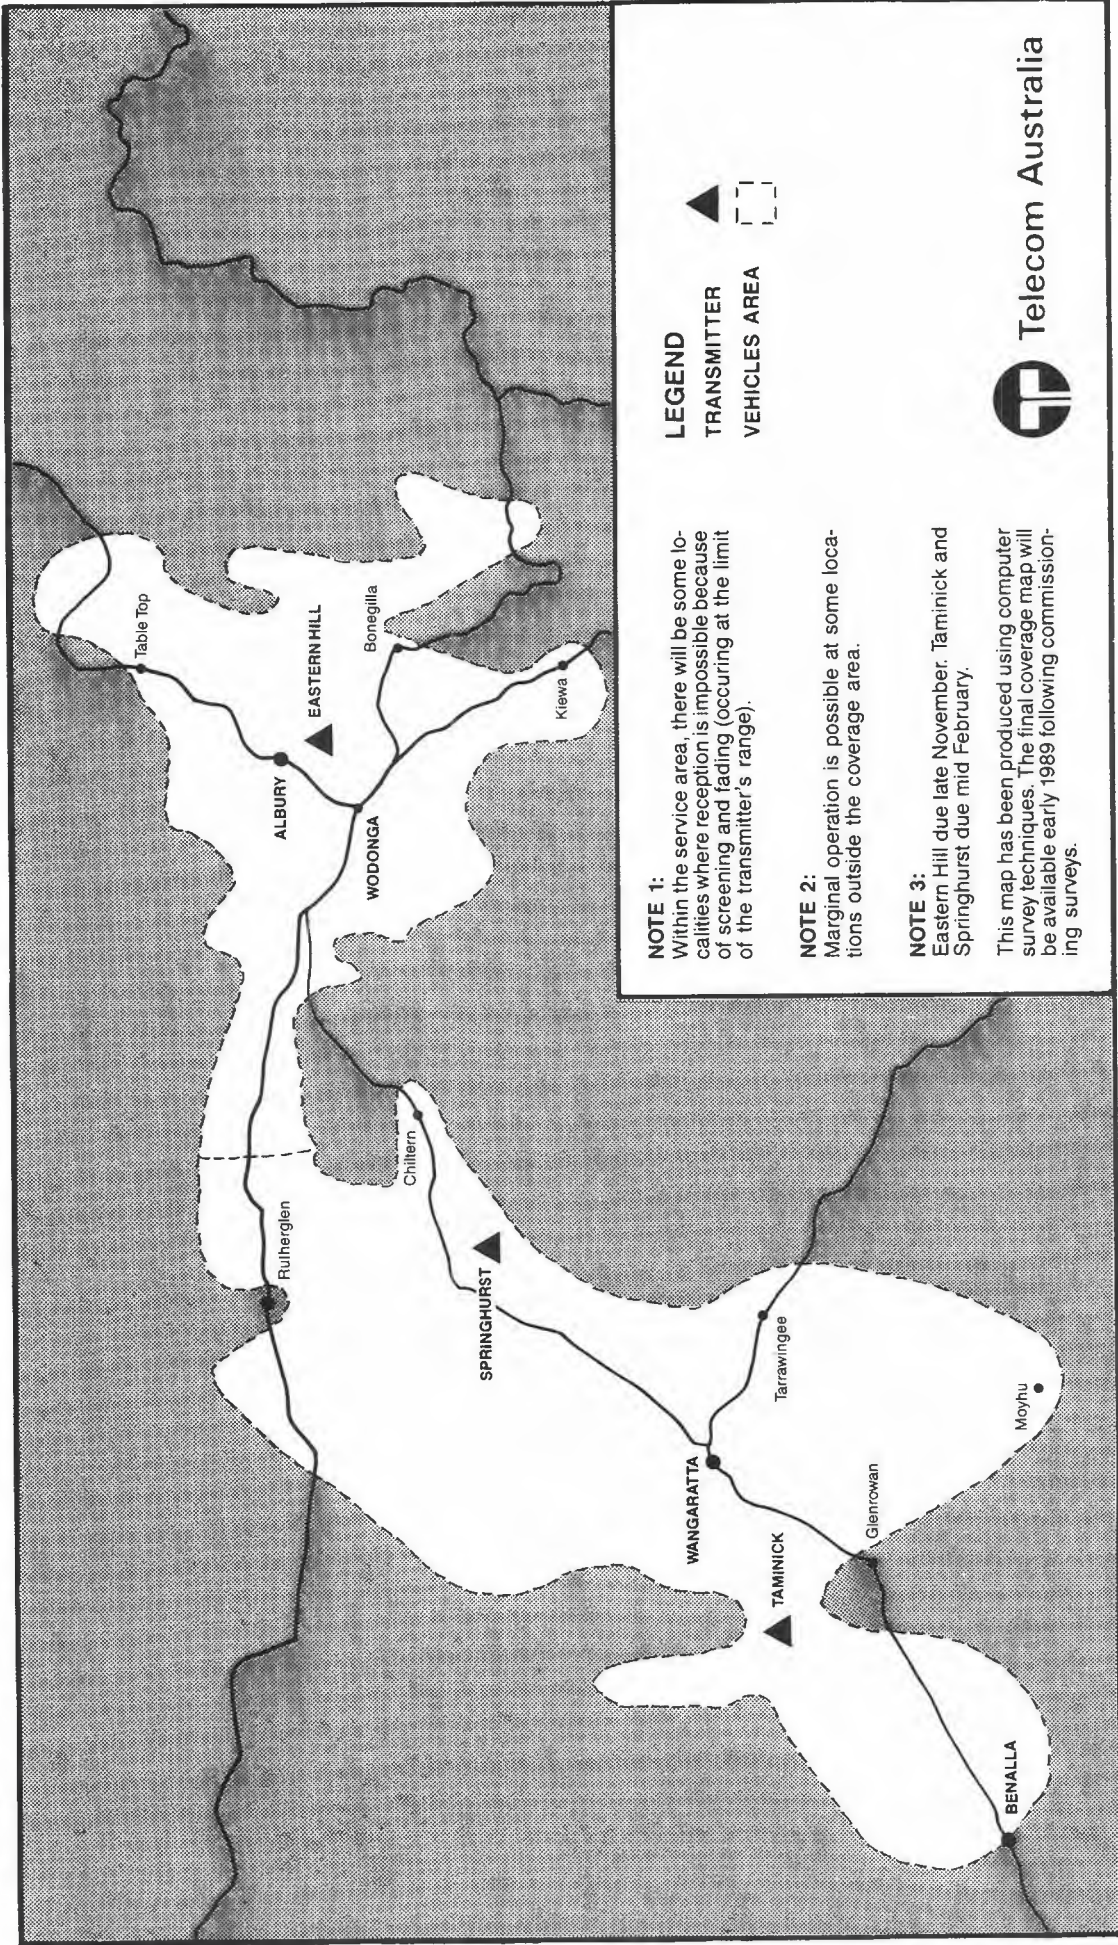 Table Top
EASTERN HILL
ALBURY
Bonegilla
WODONGA
Kiewa
Rutherglen
Chiltern
SPRINGHURST
WANGARATTA
Tarrawingee
TAMINICK
Glenrowan
Moyhu
BENALLA
NOTE 1:
Within the service area, there will be some lo-
calities where reception is impossible because
of screening and fading (occuring at the limit
of the transmitter's range).
NOTE 2:
Marginal operation is possible at some loca-
tions outside the coverage area.
NOTE 3:
Eastern Hill due late November. Taminick and
Springhurst due mid February.
This map has been produced using computer
survey techniques. The final coverage map will
be available early 1989 following commission-
ing surveys.
LEGEND
TRANSMITTER
VEHICLES AREA
Telecom Australia